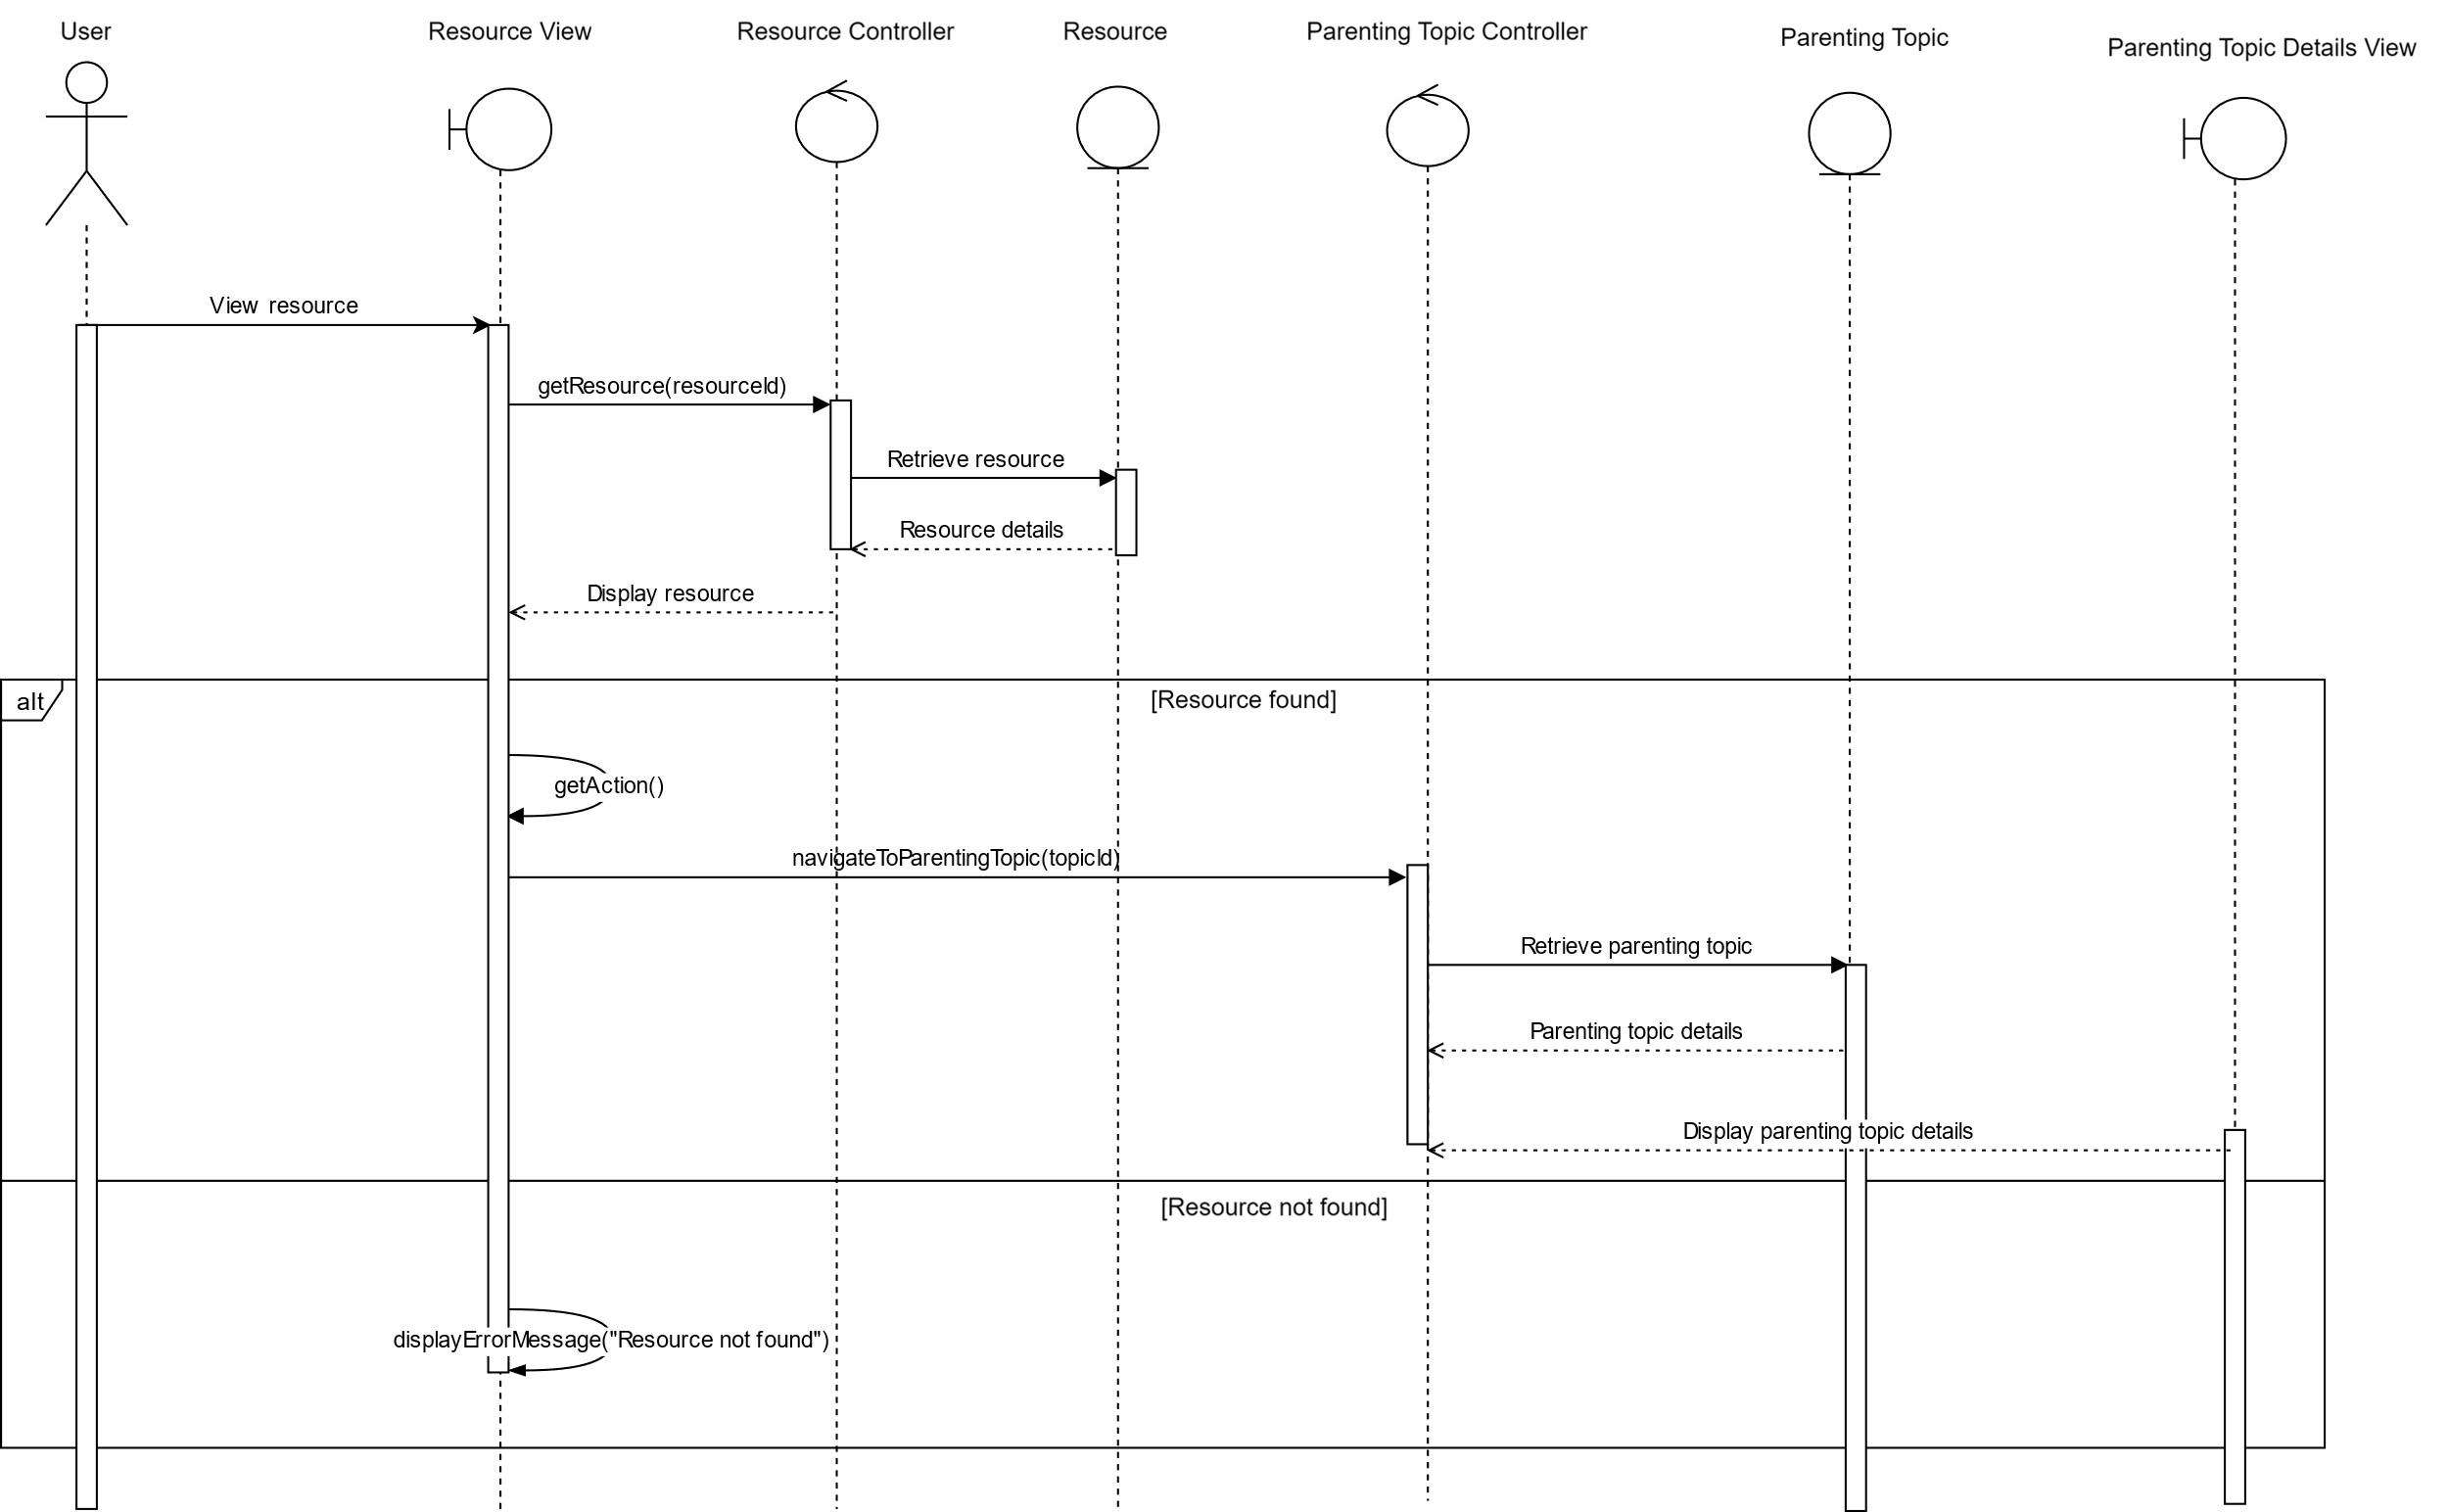 User
Resource View
Resource Controller
Resource
Parenting Topic Controller
Parenting Topic
Parenting Topic Details View
View resource
getResource(resourceId)
Retrieve resource
Resource details
Display resource
alt
[Resource found]
getAction()
navigateToParentingTopic(topicId)
Retrieve parenting topic
Parenting topic details
Display parenting topic details
[Resource not found]
displayErrorMessage("Resource not found")